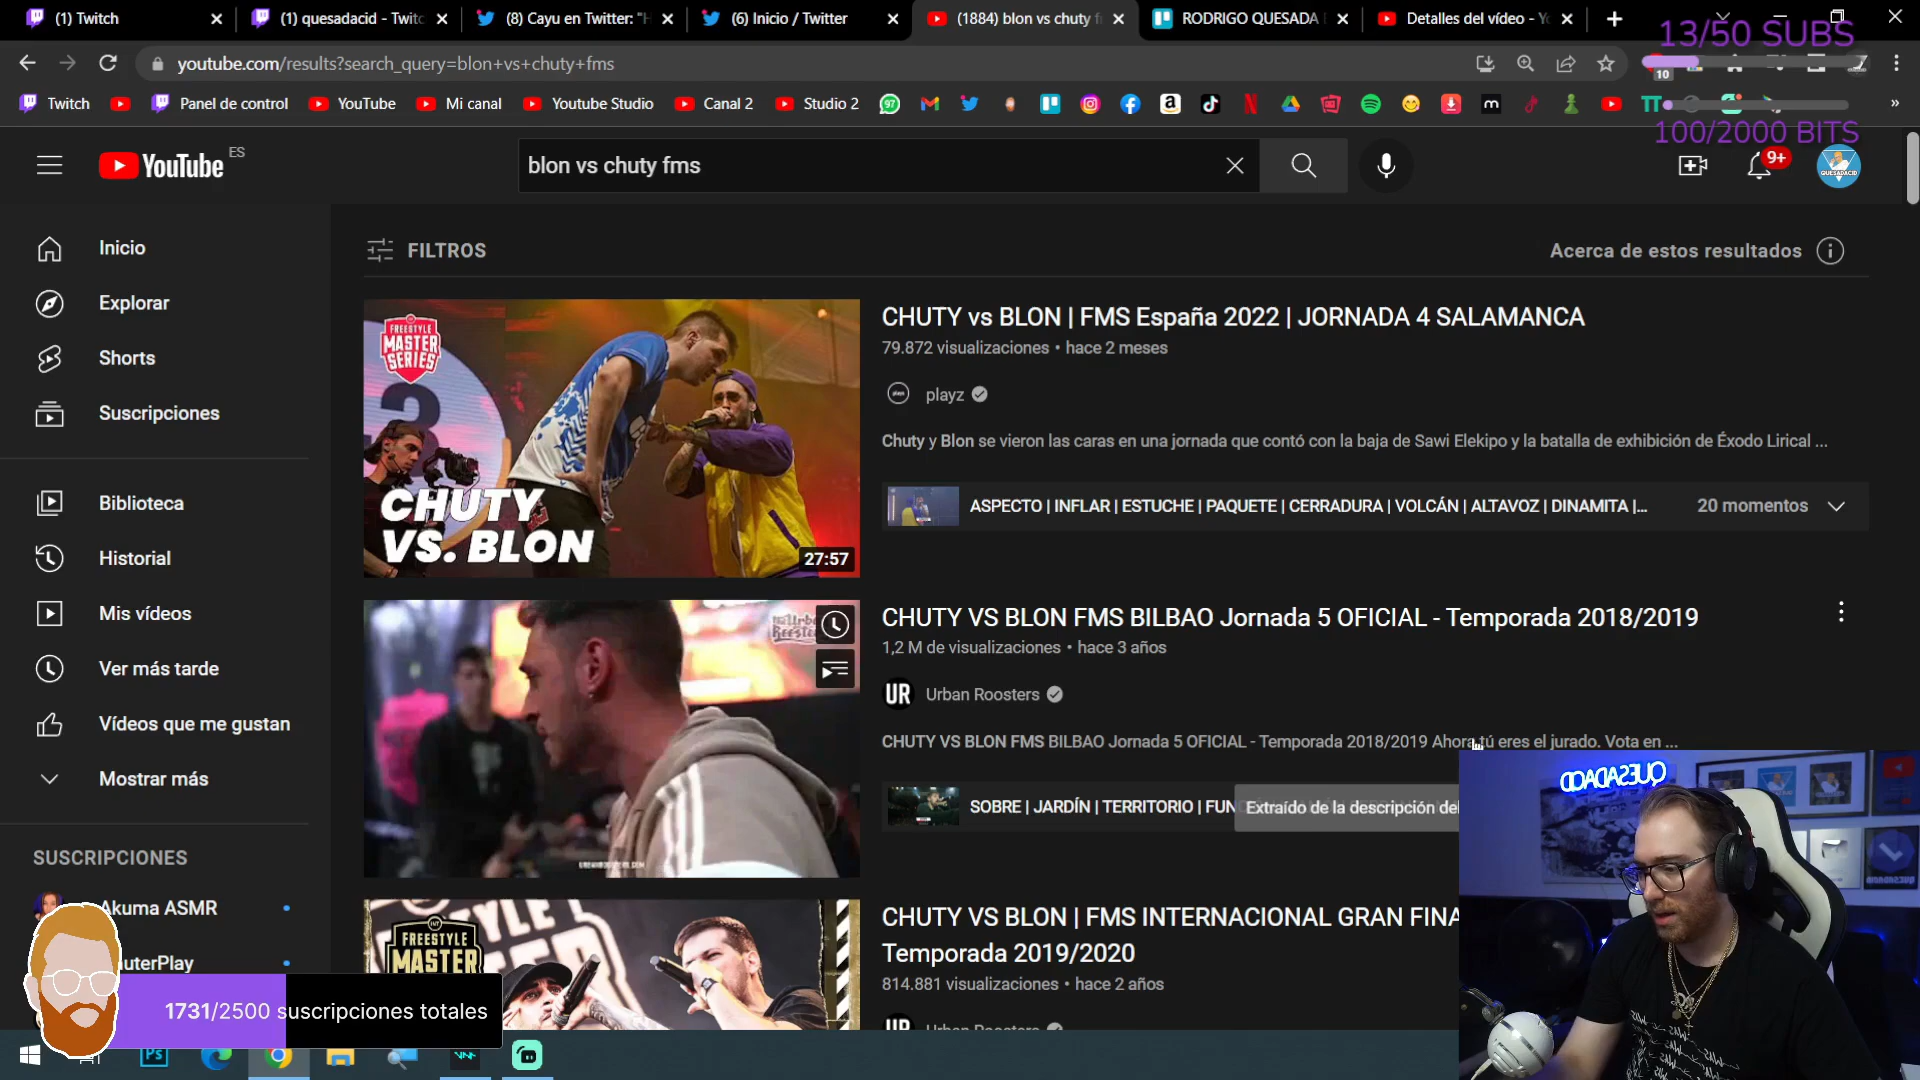 (1) Twitch
(1) quesadacid - Twitc
(8) Cayu en Twitter: "H
(6) Inicio / Twitter
(1884) blon vs chuty f
RODRIGO QUESADA
Detalles del vídeo - Yo
13/50 SUBS
youtube.com/results?search_query=blon+vs+chuty+fms
10
Twitch
Panel de control
YouTube
Mi canal
Youtube Studio
Canal 2
Studio 2
97
100/2000 BITS
YouTube ES
blon vs chuty fms
9+
QUESADACID
Inicio
Explorar
Shorts
Suscripciones
Biblioteca
Historial
Mis vídeos
Ver más tarde
Vídeos que me gustan
Mostrar más
SUSCRIPCIONES
Akuma ASMR
uterPlay
1731/2500 suscripciones totales
FILTROS
Acerca de estos resultados
FREESTYLE
MASTER
SERIES
CHUTY
VS. BLON
27:57
CHUTY vs BLON | FMS España 2022 | JORNADA 4 SALAMANCA
79.872 visualizaciones • hace 2 meses
playz
Chuty y Blon se vieron las caras en una jornada que contó con la baja de Sawi Elekipo y la batalla de exhibición de Éxodo Lirical ...
ASPECTO | INFLAR | ESTUCHE | PAQUETE | CERRADURA | VOLCÁN | ALTAVOZ | DINAMITA |...
20 momentos
CHUTY VS BLON FMS BILBAO Jornada 5 OFICIAL - Temporada 2018/2019
1,2 M de visualizaciones • hace 3 años
UR Urban Roosters
CHUTY VS BLON FMS BILBAO Jornada 5 OFICIAL - Temporada 2018/2019 Ahora tú eres el jurado. Vota en ...
SOBRE | JARDÍN | TERRITORIO | FUN
Extraído de la descripción del
QUESADACID
FREESTYLE
MASTER
CHUTY VS BLON | FMS INTERNACIONAL GRAN FINA
Temporada 2019/2020
814.881 visualizaciones • hace 2 años
UR Urban Roosters
Ps